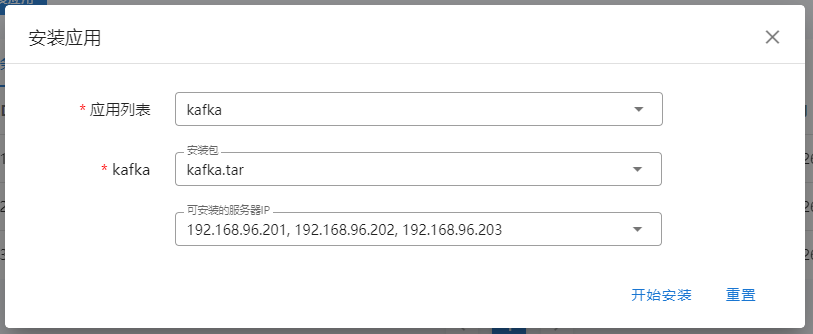 安装应用
* 应用列表
kafka
安装包
* kafka
kafka.tar
可安装的服务器IP
192.168.96.201, 192.168.96.202, 192.168.96.203
开始安装
重置